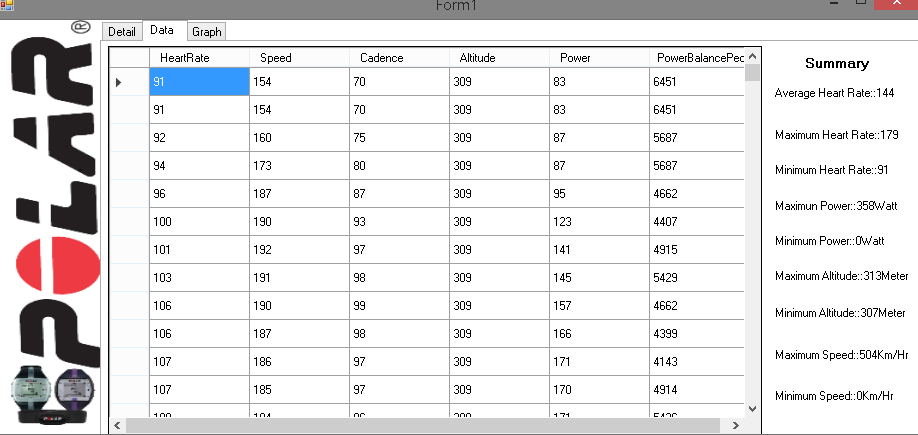 Form1
POLAR®
Detail Data Graph
HeartRate Speed Cadence Altitude Power PowerBalancePed
91 154 70 309 83 6451
91 154 70 309 83 6451
92 160 75 309 87 5687
94 173 80 309 87 5687
96 187 87 309 95 4662
100 190 93 309 123 4407
101 192 97 309 141 4915
103 191 98 309 145 5429
106 190 99 309 157 4662
106 187 98 309 166 4399
107 186 97 309 171 4143
107 185 97 309 170 4914
Summary
Average Heart Rate::144
Maximum Heart Rate::179
Minimum Heart Rate::91
Maximun Power::358Watt
Minimum Power::0Watt
Maximum Altitude::313Meter
Minimum Altitude::307Meter
Maximum Speed::504Km/Hr
Minimum Speed::0Km/Hr